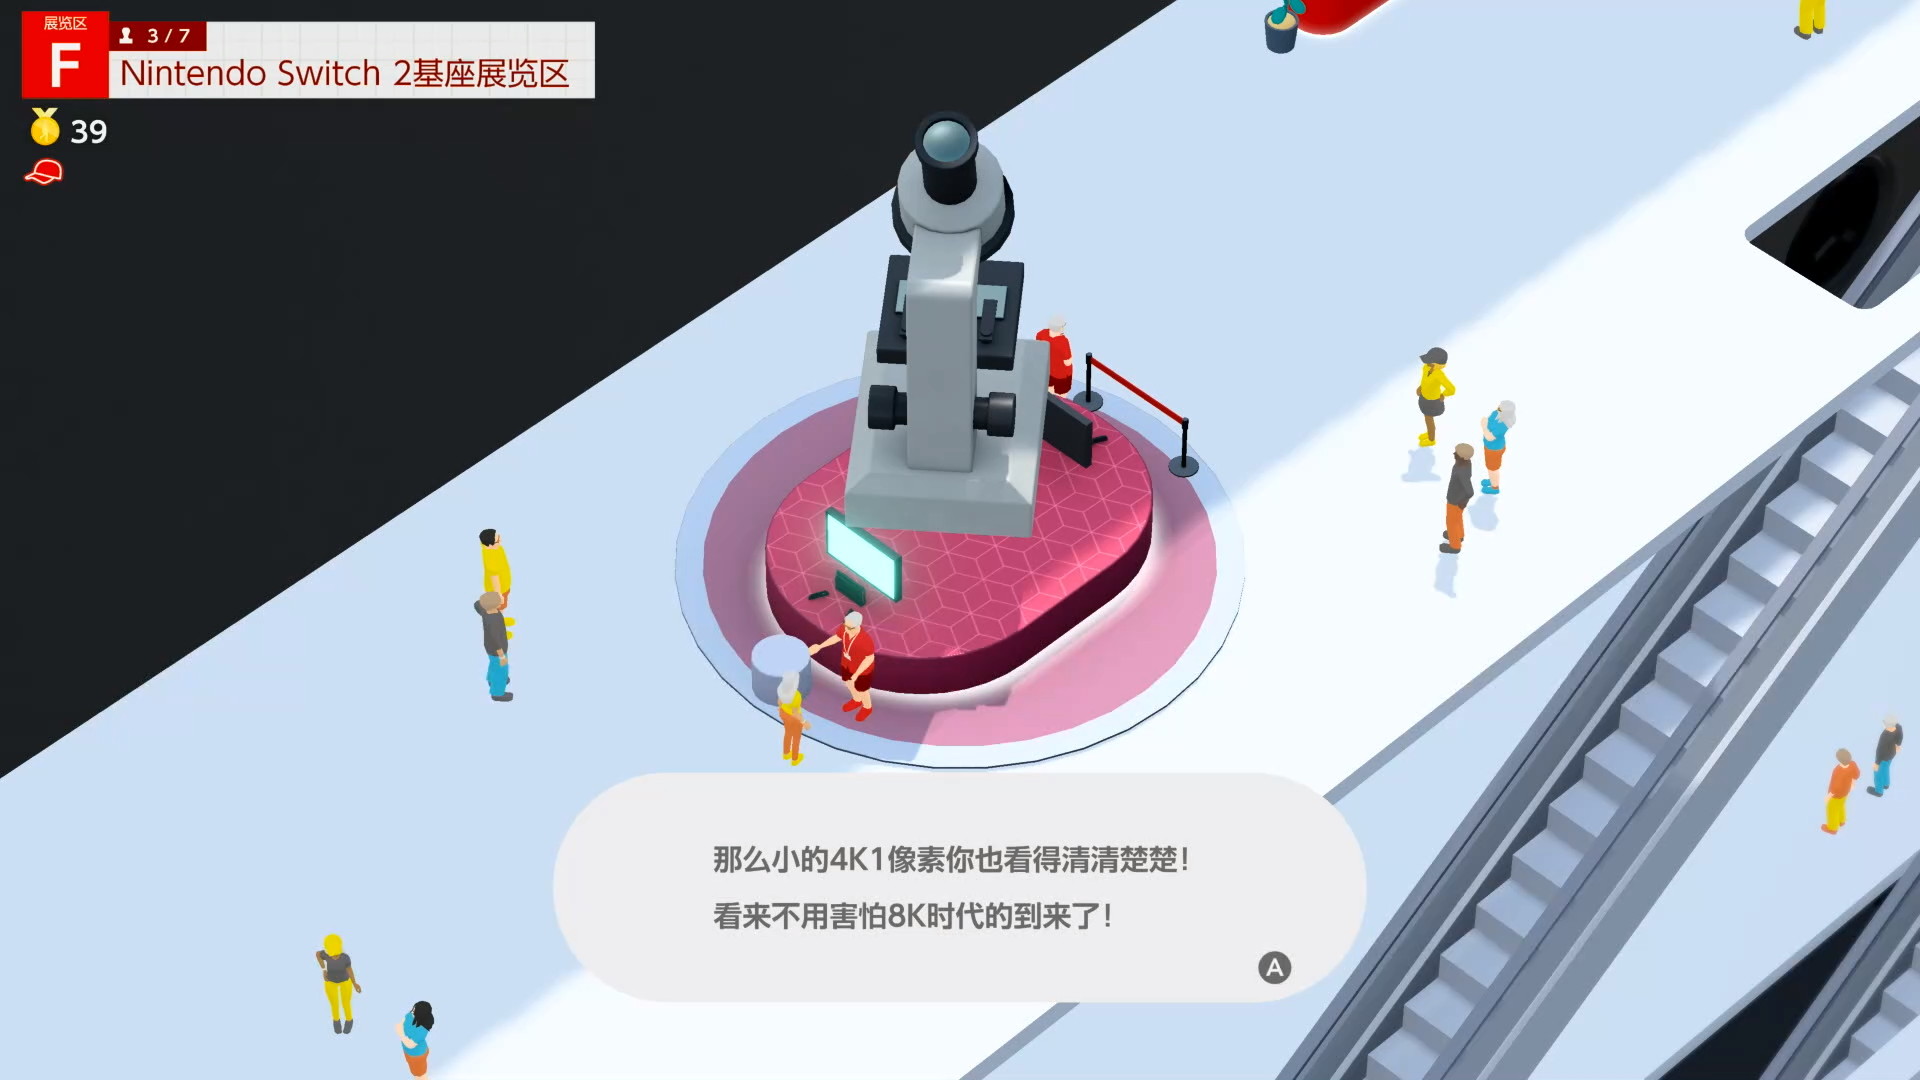 展览区
F
3 / 7
Nintendo Switch 2基座展览区
39
那么小的4K1像素你也看得清清楚楚！
看来不用害怕8K时代的到来了！
A